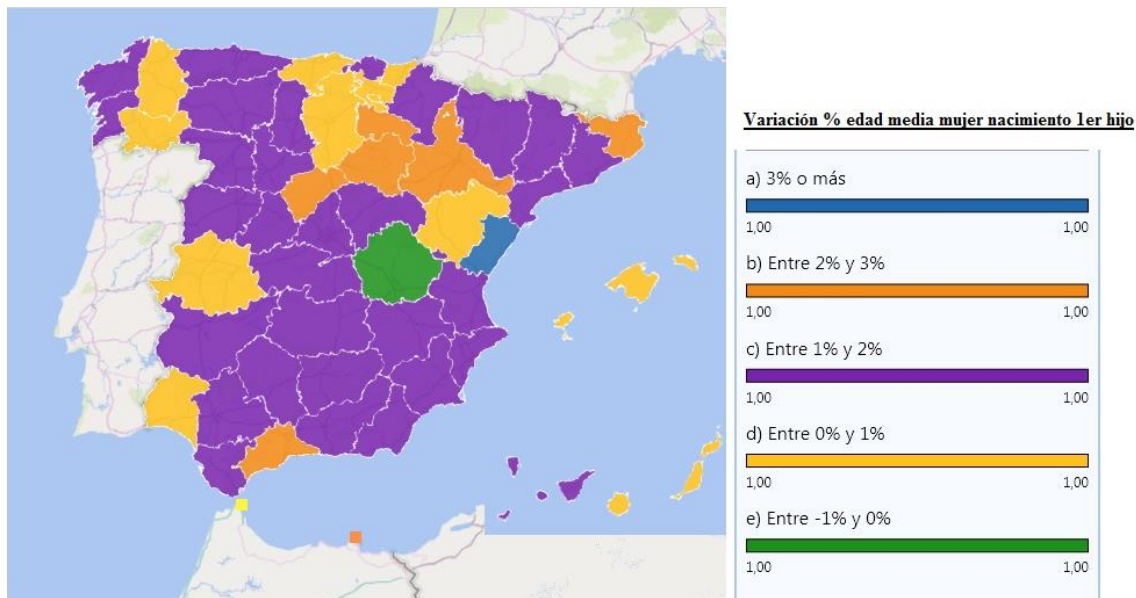 Variación % edad media mujer nacimiento 1er hijo
a) 3% o más
1,00 1,00
b) Entre 2% y 3%
1,00 1,00
c) Entre 1% y 2%
1,00 1,00
d) Entre 0% y 1%
1,00 1,00
e) Entre -1% y 0%
1,00 1,00